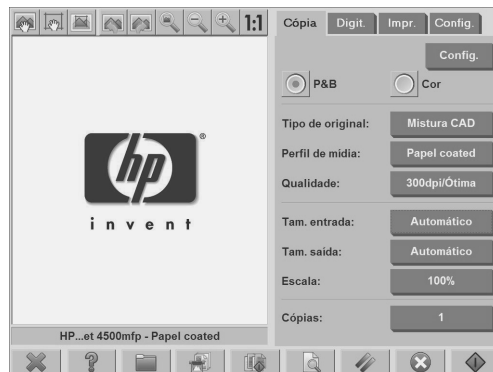 1:1
Cópia
Digit.
Impr.
Config.
Config.
P&B
Cor
Tipo de original:
Mistura CAD
Perfil de mídia:
Papel coated
Qualidade:
300dpi/Ótima
Tam. entrada:
Automático
Tam. saída:
Automático
Escala:
100%
Cópias:
1
hp
®
invent
HP...et 4500mfp - Papel coated